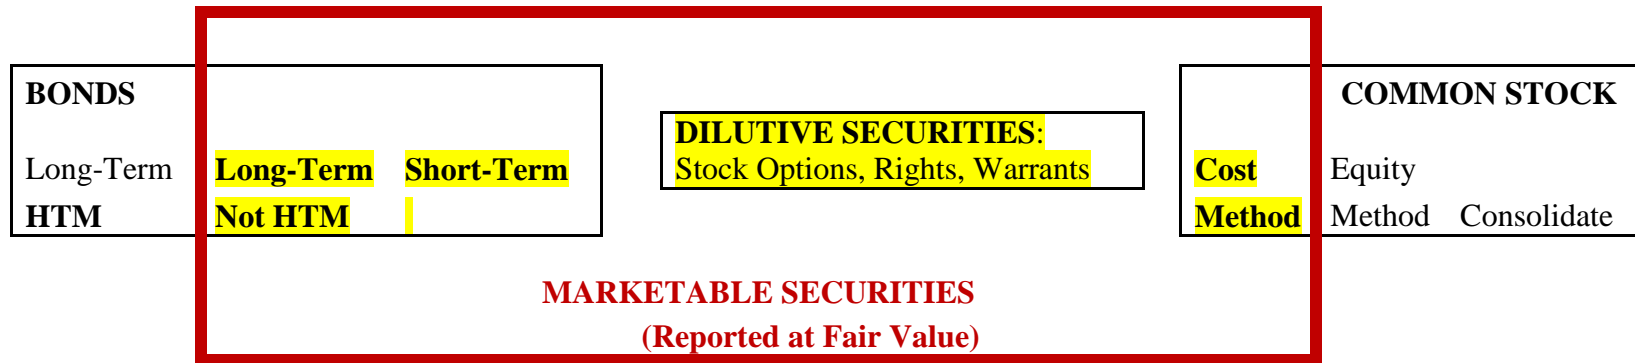 BONDS
Long-Term Long-Term Short-Term
HTM Not HTM
DILUTIVE SECURITIES:
Stock Options, Rights, Warrants
COMMON STOCK
Cost Equity
Method Method Consolidate
MARKETABLE SECURITIES
(Reported at Fair Value)